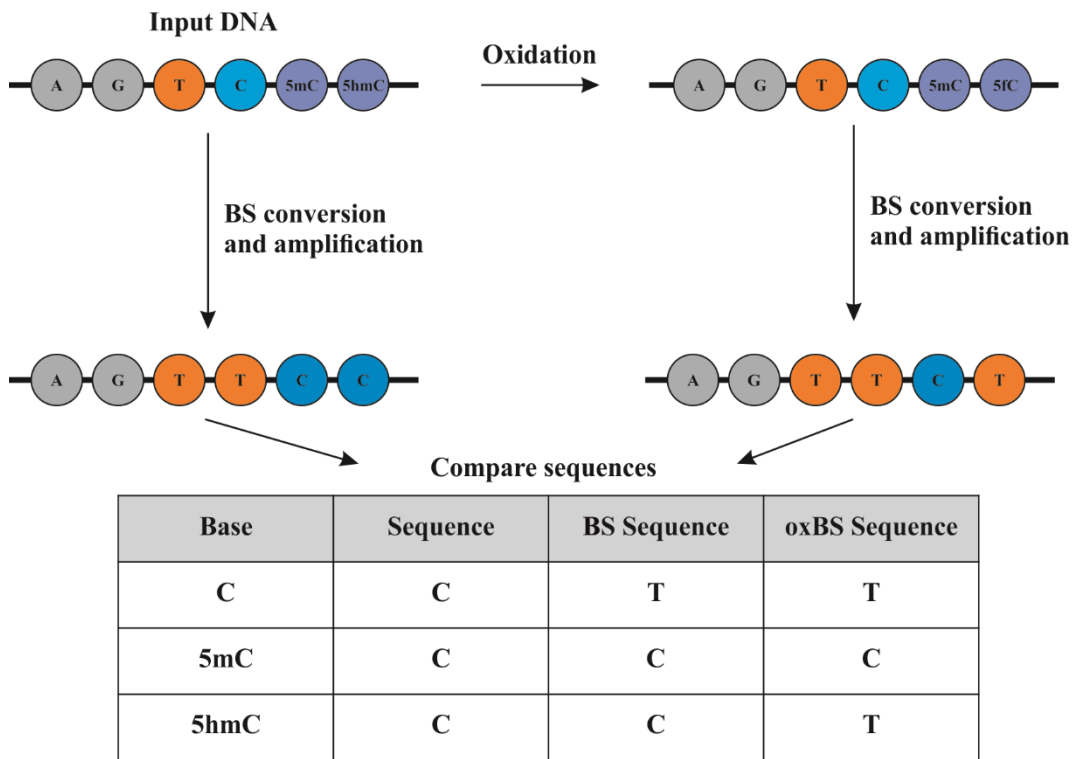 Input DNA
Oxidation
A G T C 5mC 5hmC
A G T C 5mC 5fC
BS conversion
and amplification
BS conversion
and amplification
A G T T C C
A G T T C T
Compare sequences
Base Sequence BS Sequence oxBS Sequence
C C T T
5mC C C C
5hmC C C T